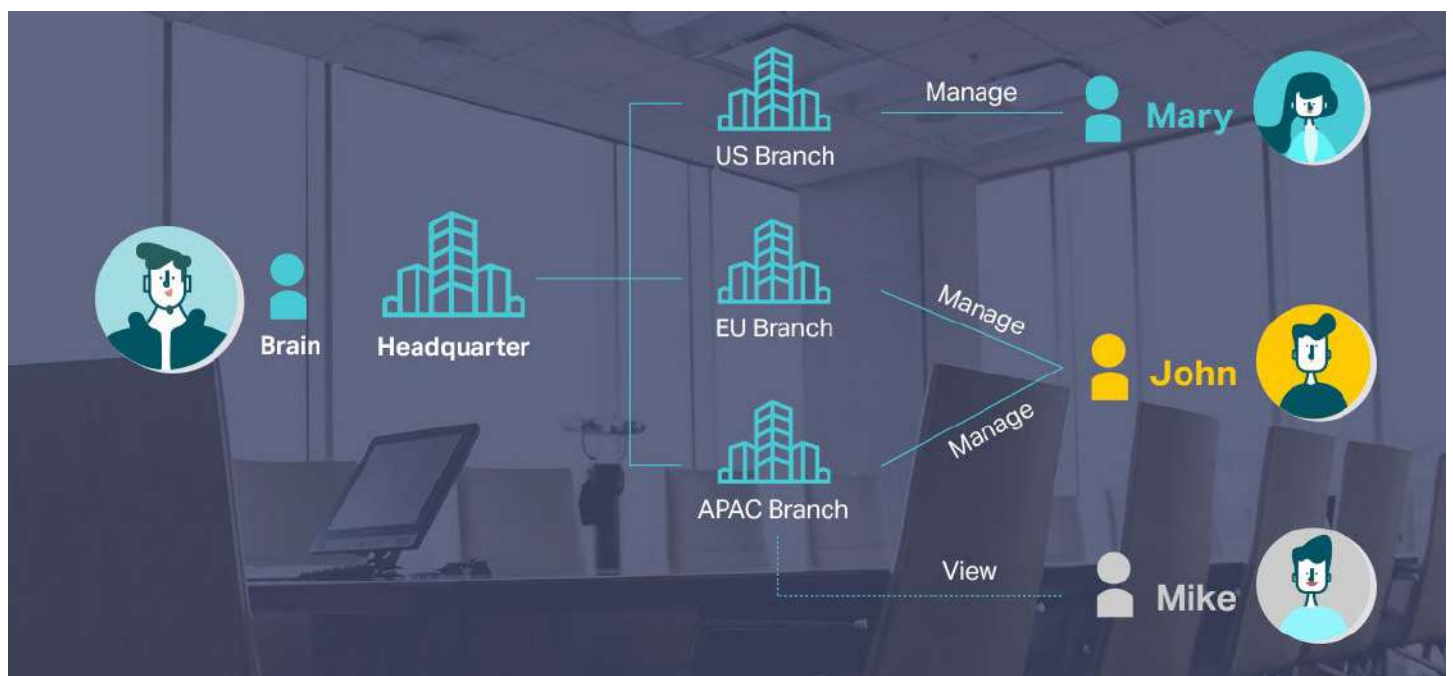 Manage
Mary
US Branch
Brain
Headquarter
EU Branch
Manage
John
Manage
APAC Branch
View
Mike